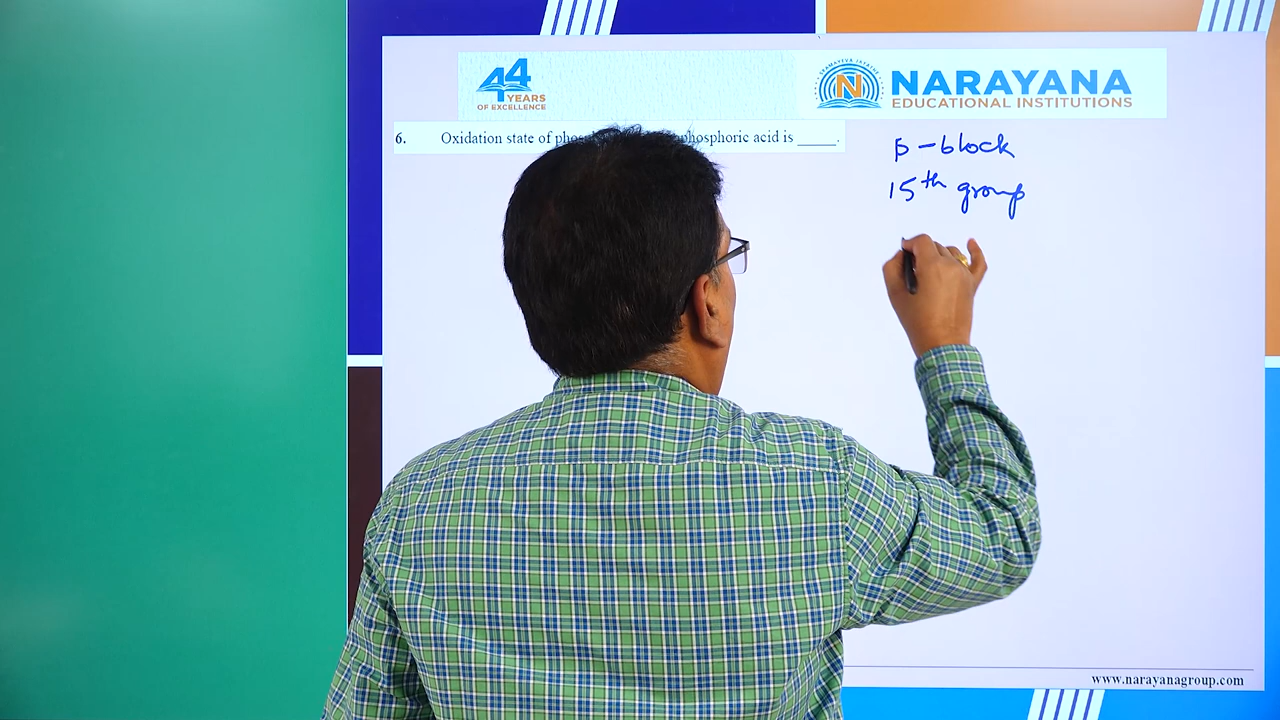 44
YEARS
OF EXCELLENCE
N
NARAYANA
EDUCATIONAL INSTITUTIONS
6. Oxidation state of phosphoric acid is _____.
p-block
15th group
www.narayanagroup.com